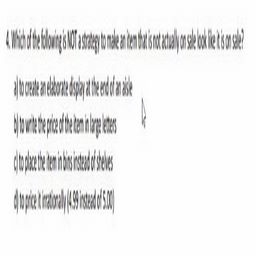 4. Which of the following is NOT a strategy to make an item that is not actually on sale look like it is on sale?
a) to create an elaborate display at the end of an aisle
b) to write the price of the item in large letters
c) to place the item in bins instead of shelves
d) to price it irrationally (4.99 instead of 5.00)